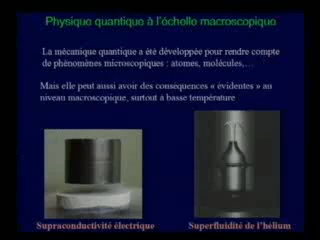 Physique quantique à l'échelle macroscopique
La mécanique quantique a été développée pour rendre compte
de phénomènes microscopiques : atomes, molécules,...
Mais elle peut aussi avoir des conséquences « évidentes » au
niveau macroscopique, surtout à basse température
Supraconductivité électrique
Superfluidité de l'hélium